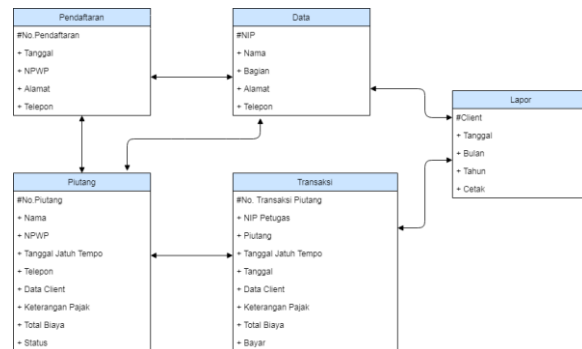 Pendaftaran
#No.Pendaftaran
+ Tanggal
+ NPWP
+ Alamat
+ Telepon
Data
#NIP
+ Nama
+ Bagian
+ Alamat
+ Telepon
Lapor
#Client
+ Tanggal
+ Bulan
+ Tahun
+ Cetak
Piutang
#No.Piutang
+ Nama
+ NPWP
+ Tanggal Jatuh Tempo
+ Telepon
+ Data Client
+ Keterangan Pajak
+ Total Biaya
+ Status
Transaksi
#No. Transaksi Piutang
+ NIP Petugas
+ Piutang
+ Tanggal Jatuh Tempo
+ Tanggal
+ Data Client
+ Keterangan Pajak
+ Total Biaya
+ Bayar